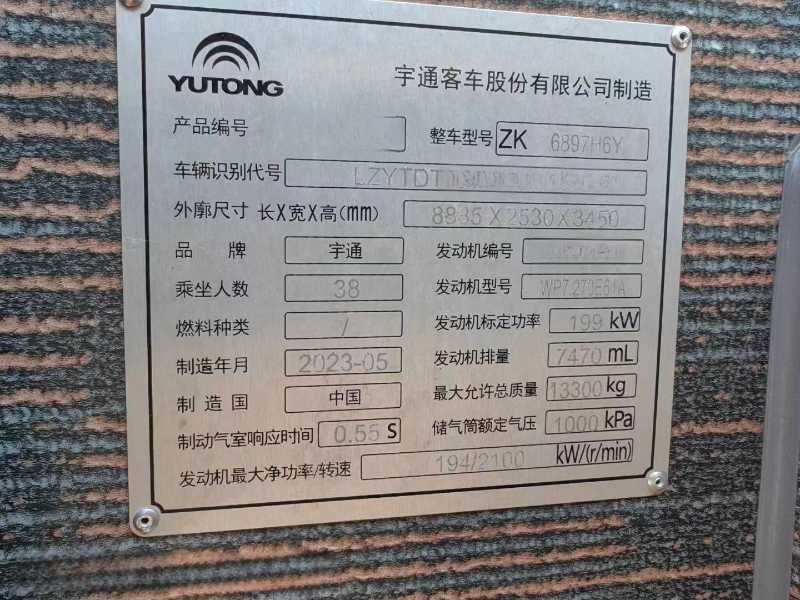 YUTONG
宇通客车股份有限公司制造
产品编号
整车型号 ZK 6897H6Y
车辆识别代号 LZYTDT
外廓尺寸 长X宽X高(mm) 8935X2530X3450
品 牌 宇通 发动机编号
乘坐人数 38 发动机型号 WP7.270E61A
燃料种类 / 发动机标定功率 199 kW
制造年月 2023-05 发动机排量 7470 mL
制造国 中国 最大允许总质量 13300 kg
制动气室响应时间 0.55 S 储气筒额定气压 1000 kPa
发动机最大净功率/转速 194/2100 kW/(r/min)